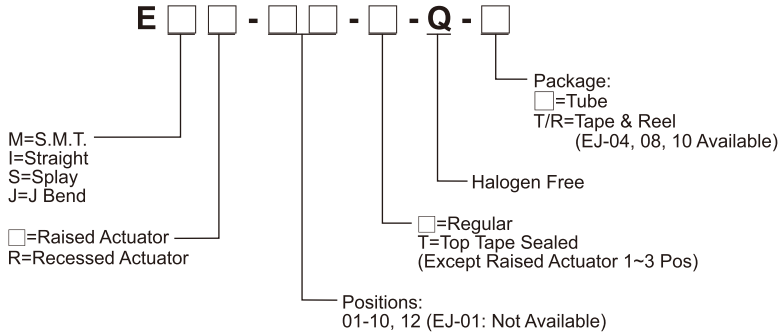 E□□-□□-□-Q-□
Package:
□=Tube
T/R=Tape & Reel
(EJ-04, 08, 10 Available)
M=S.M.T.
I=Straight
S=Splay
J=J Bend
Halogen Free
□=Raised Actuator
R=Recessed Actuator
□=Regular
T=Top Tape Sealed
(Except Raised Actuator 1~3 Pos)
Positions:
01-10, 12 (EJ-01: Not Available)